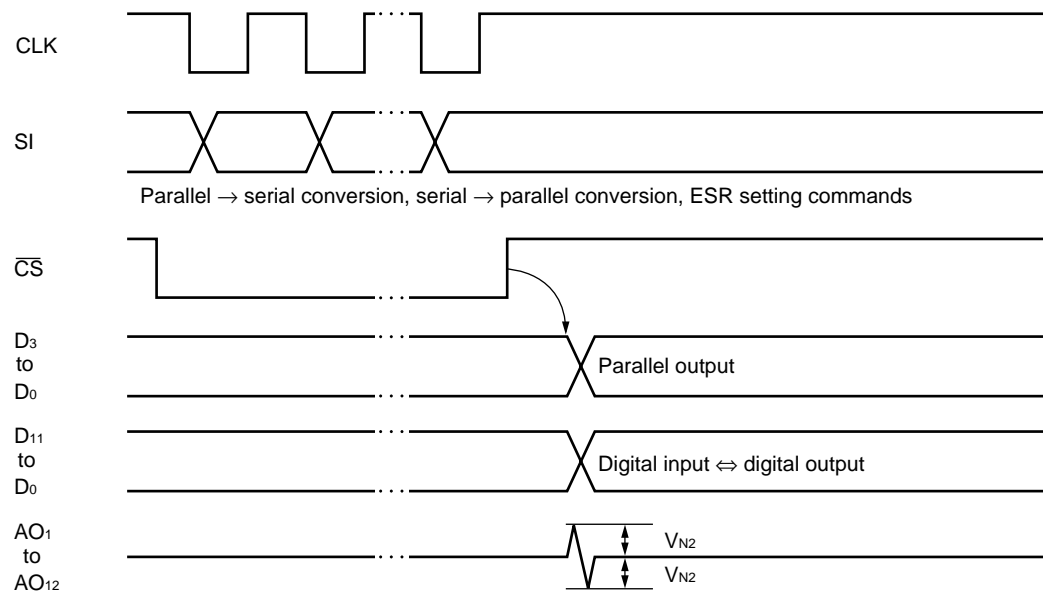 CLK
SI
Parallel → serial conversion, serial → parallel conversion, ESR setting commands
CS
D3
to
D0
Parallel output
D11
to
D0
Digital input ⇔ digital output
AO1
to
AO12
VN2
VN2